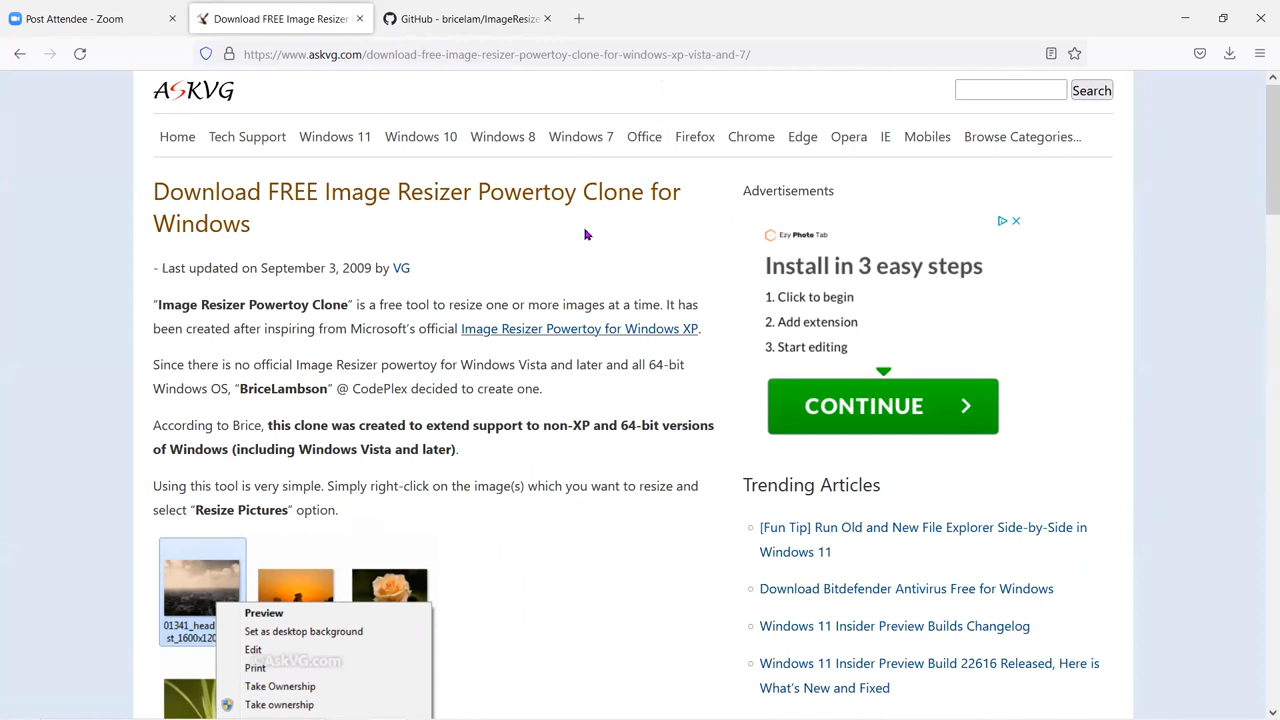 Post Attendee - Zoom
Download FREE Image Resizer
GitHub - bricelam/ImageResize
https://www.askvg.com/download-free-image-resizer-powertoy-clone-for-windows-xp-vista-and-7/
ASKVG
Search
Home Tech Support Windows 11 Windows 10 Windows 8 Windows 7 Office Firefox Chrome Edge Opera IE Mobiles Browse Categories...
Download FREE Image Resizer Powertoy Clone for
Windows
- Last updated on September 3, 2009 by VG
“Image Resizer Powertoy Clone” is a free tool to resize one or more images at a time. It has
been created after inspiring from Microsoft’s official Image Resizer Powertoy for Windows XP.
Since there is no official Image Resizer powertoy for Windows Vista and later and all 64-bit
Windows OS, “BriceLambson” @ CodePlex decided to create one.
According to Brice, this clone was created to extend support to non-XP and 64-bit versions
of Windows (including Windows Vista and later).
Using this tool is very simple. Simply right-click on the image(s) which you want to resize and
select “Resize Pictures” option.
01341_head
st_1600x120
Preview
Set as desktop background
Edit
©AskVG.com
Print
Take Ownership
Take ownership
Advertisements
Ezy Photo Tab
Install in 3 easy steps
1. Click to begin
2. Add extension
3. Start editing
CONTINUE
Trending Articles
[Fun Tip] Run Old and New File Explorer Side-by-Side in
Windows 11
Download Bitdefender Antivirus Free for Windows
Windows 11 Insider Preview Builds Changelog
Windows 11 Insider Preview Build 22616 Released, Here is
What’s New and Fixed